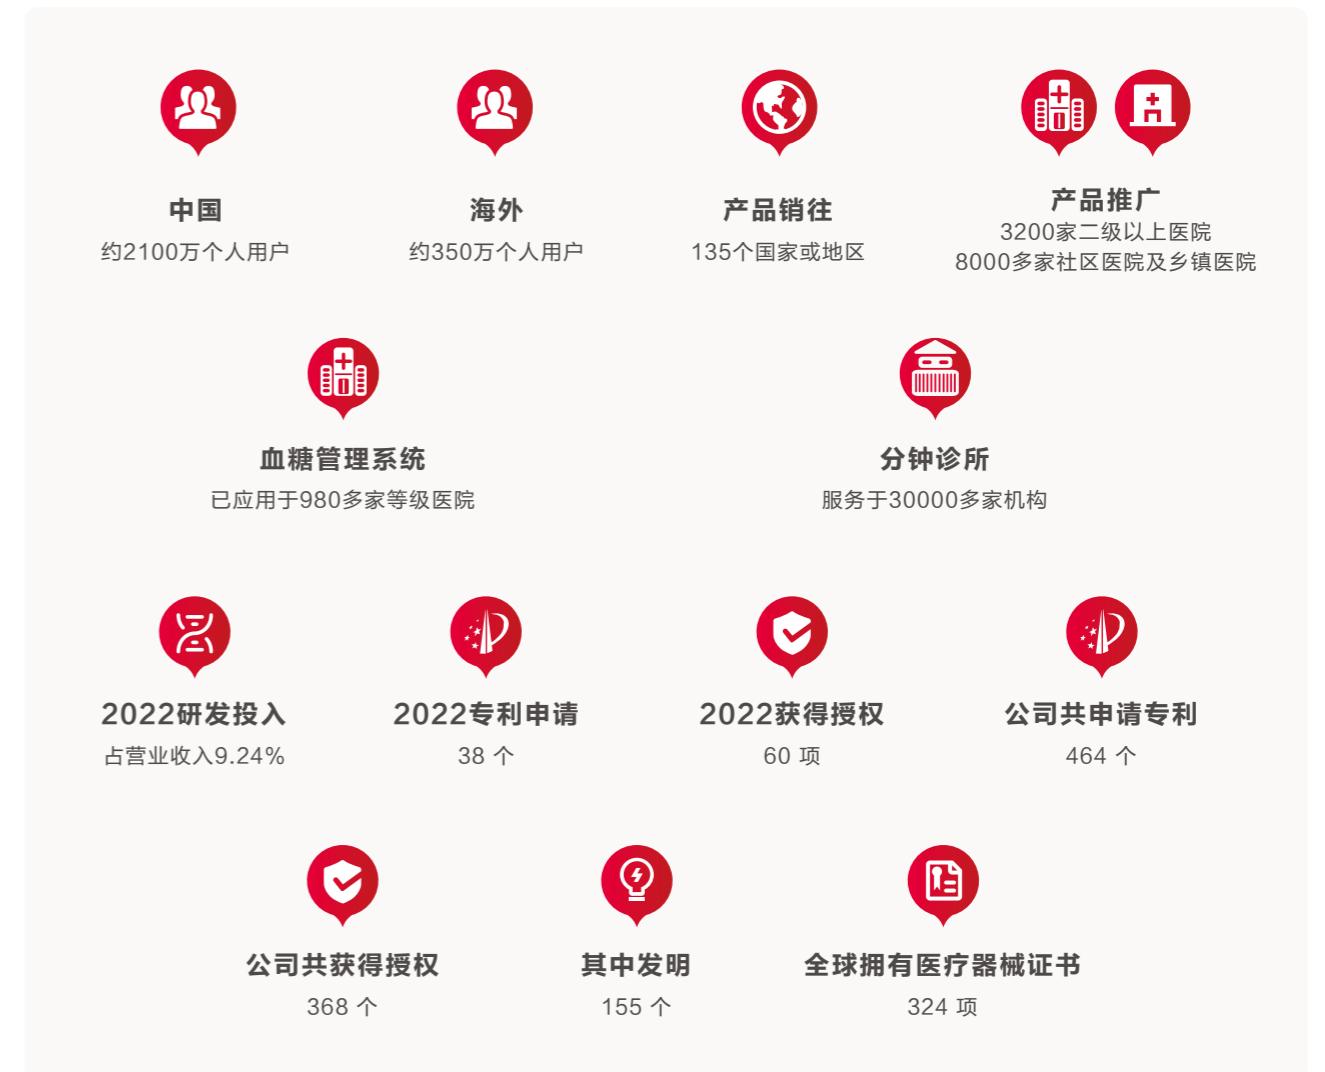 中国
约2100万个人用户
海外
约350万个人用户
产品销往
135个国家或地区
产品推广
3200家二级以上医院
8000多家社区医院及乡镇医院
血糖管理系统
已应用于980多家等级医院
分钟诊所
服务于30000多家机构
2022研发投入
占营业收入9.24%
2022专利申请
38 个
2022获得授权
60 项
公司共申请专利
464 个
公司共获得授权
368 个
其中发明
155 个
全球拥有医疗器械证书
324 项